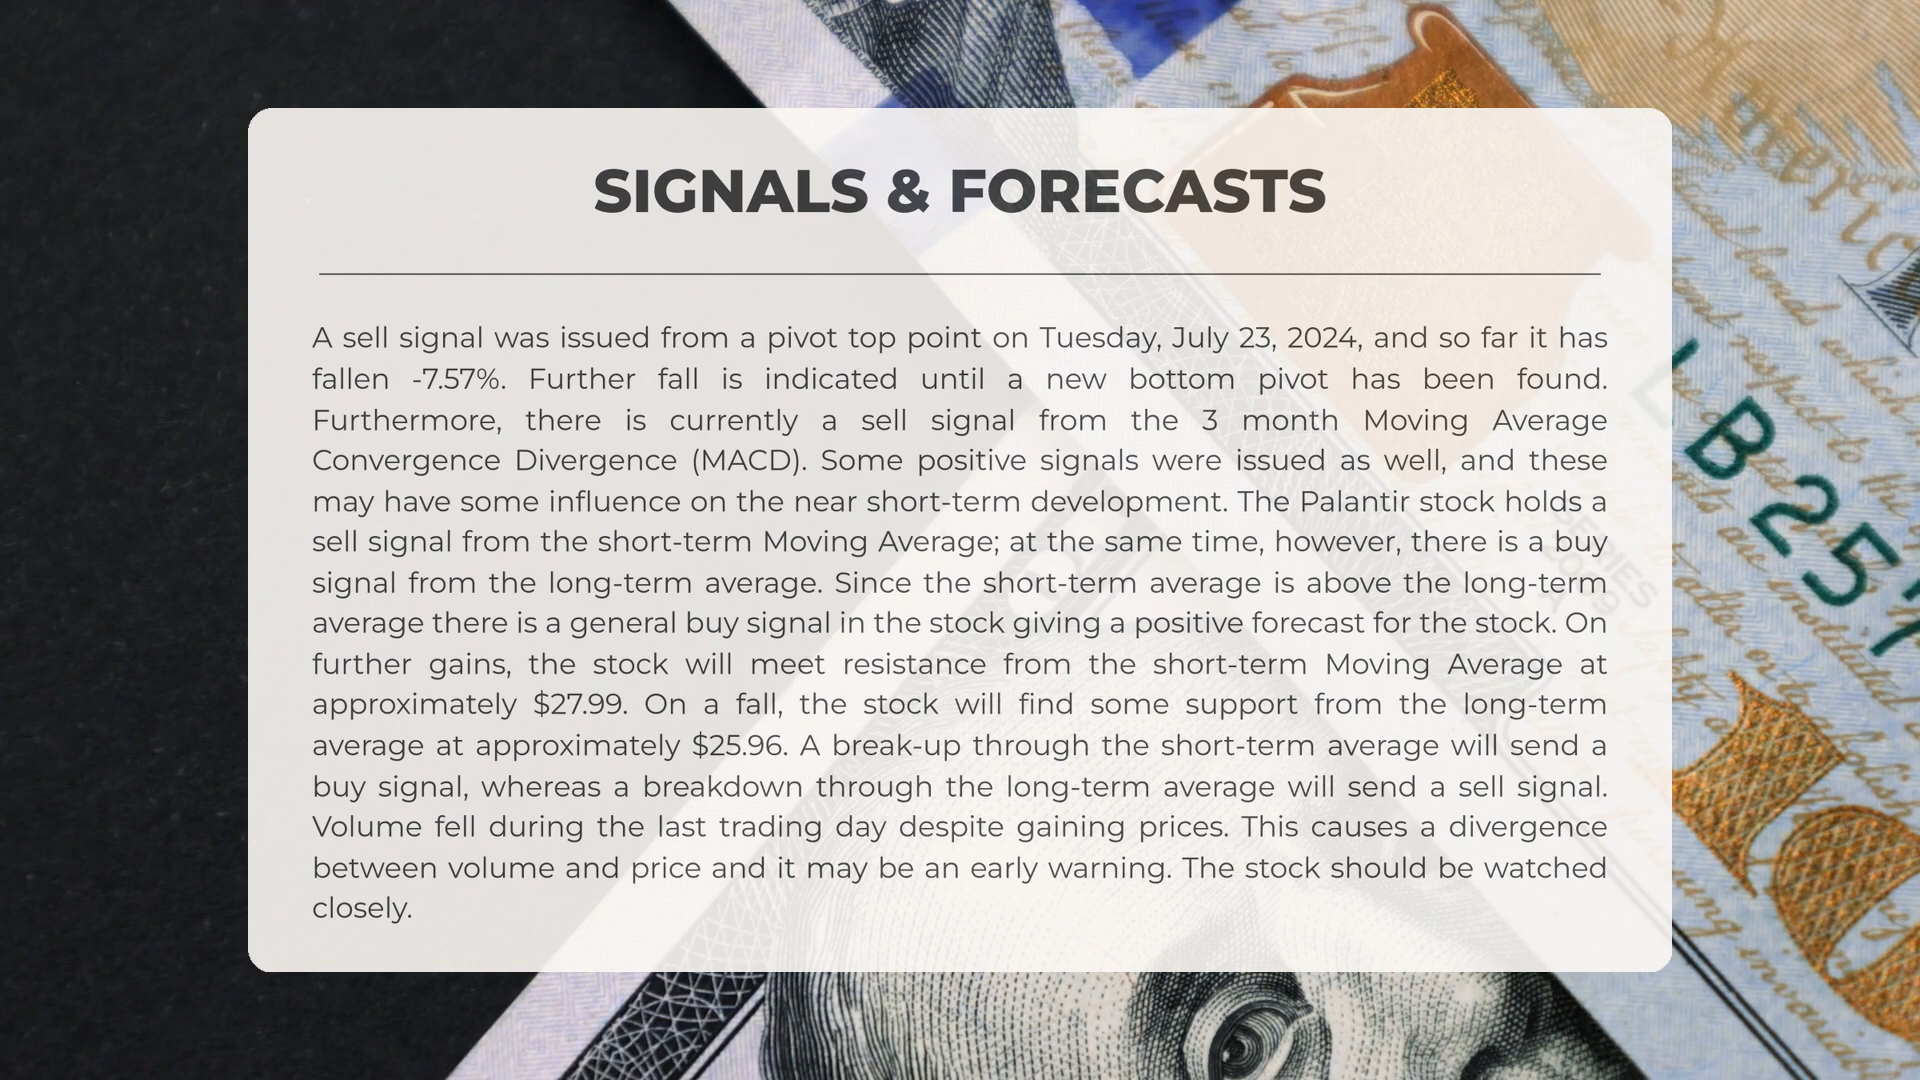 SIGNALS & FORECASTS
A sell signal was issued from a pivot top point on Tuesday, July 23, 2024, and so far it has
fallen -7.57%. Further fall is indicated until a new bottom pivot has been found.
Furthermore, there is currently a sell signal from the 3 month Moving Average
Convergence Divergence (MACD). Some positive signals were issued as well, and these
may have some influence on the near short-term development. The Palantir stock holds a
sell signal from the short-term Moving Average; at the same time, however, there is a buy
signal from the long-term average. Since the short-term average is above the long-term
average there is a general buy signal in the stock giving a positive forecast for the stock. On
further gains, the stock will meet resistance from the short-term Moving Average at
approximately $27.99. On a fall, the stock will find some support from the long-term
average at approximately $25.96. A break-up through the short-term average will send a
buy signal, whereas a breakdown through the long-term average will send a sell signal.
Volume fell during the last trading day despite gaining prices. This causes a divergence
between volume and price and it may be an early warning. The stock should be watched
closely.
LB25